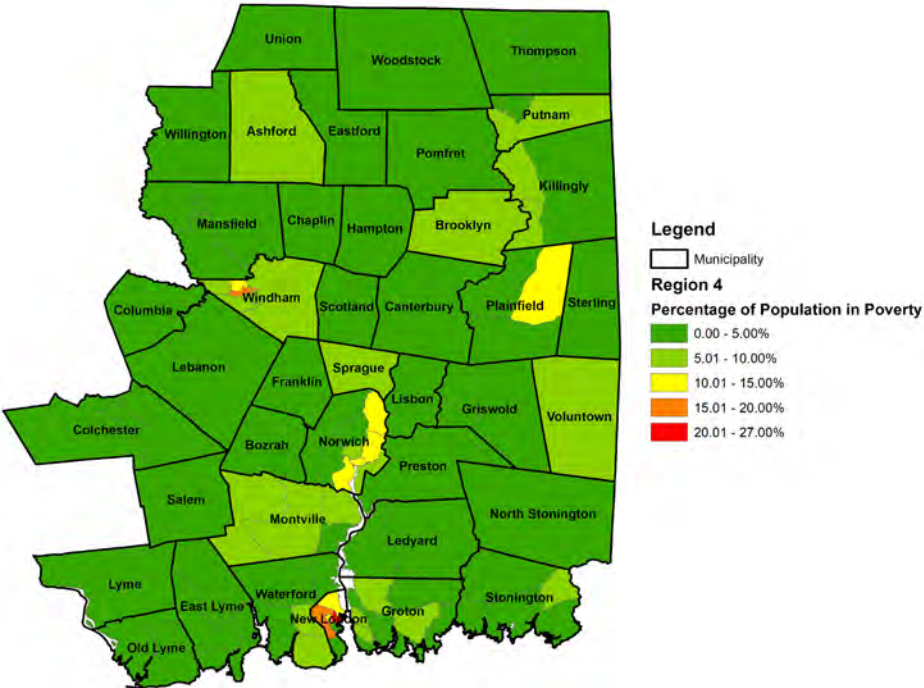 Union
Woodstock
Thompson
Putnam
Willington
Ashford
Eastford
Pomfret
Killingly
Mansfield
Chaplin
Hampton
Brooklyn
Windham
Columbia
Scotland
Canterbury
Plainfield
Sterling
Lebanon
Franklin
Sprague
Lisbon
Griswold
Voluntown
Colchester
Bozrah
Norwich
Preston
Salem
Montville
North Stonington
Ledyard
Lyme
East Lyme
Waterford
New London
Groton
Stonington
Old Lyme
Legend
Municipality
Region 4
Percentage of Population in Poverty
0.00 - 5.00%
5.01 - 10.00%
10.01 - 15.00%
15.01 - 20.00%
20.01 - 27.00%